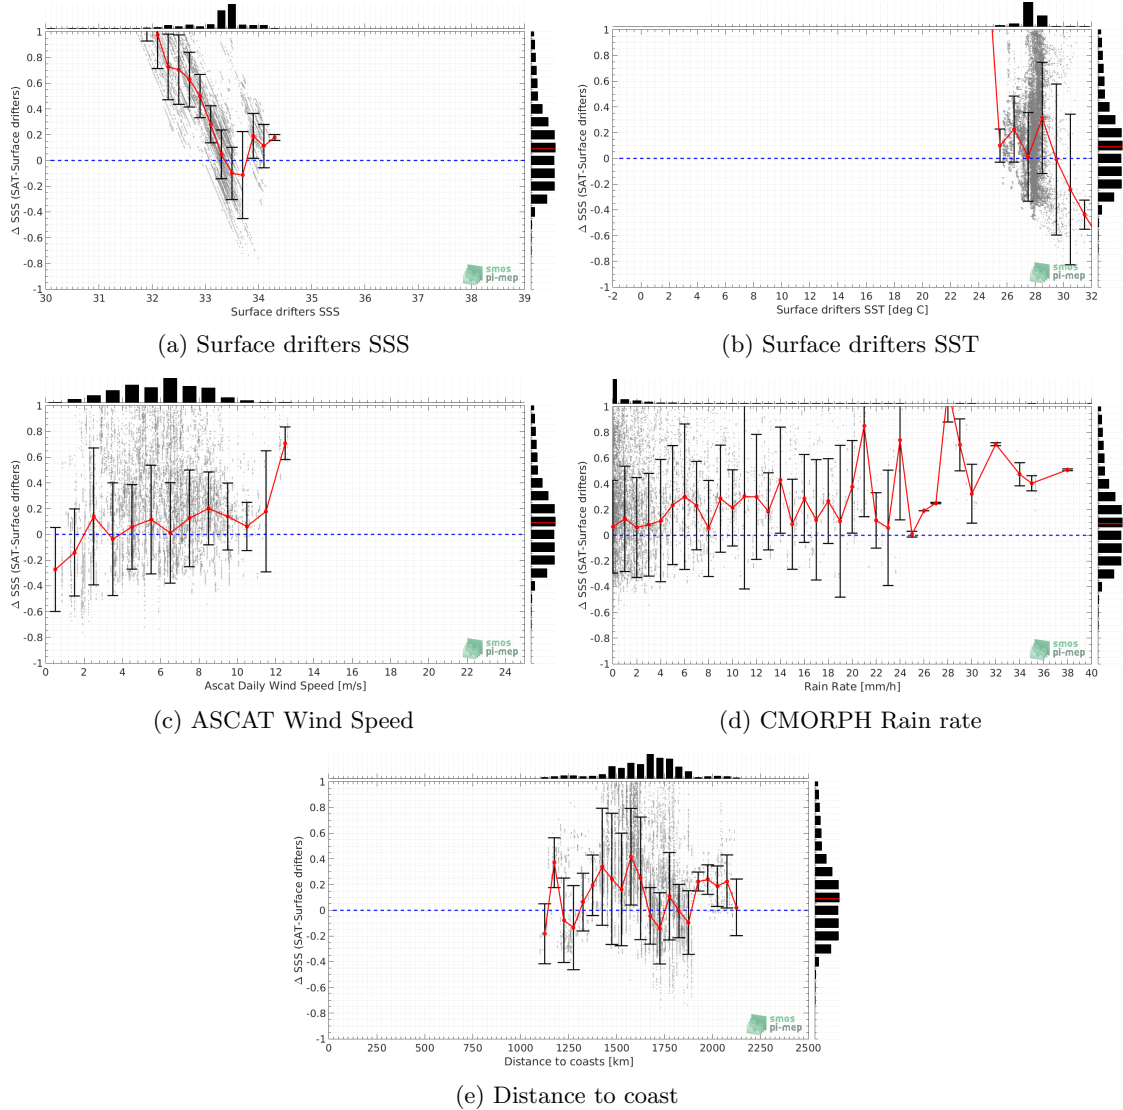 1
0.8
0.6
0.4
0.2
0
-0.2
-0.4
-0.6
-0.8
-1
Δ SSS (SAT-Surface drifters)
smos
pi-mep
30 31 32 33 34 35 36 37 38 39
Surface drifters SSS
(a) Surface drifters SSS
1
0.8
0.6
0.4
0.2
0
-0.2
-0.4
-0.6
-0.8
-1
Δ SSS (SAT-Surface drifters)
smos
pi-mep
-2 0 2 4 6 8 10 12 14 16 18 20 22 24 26 28 30 32
Surface drifters SST [deg C]
(b) Surface drifters SST
1
0.8
0.6
0.4
0.2
0
-0.2
-0.4
-0.6
-0.8
-1
Δ SSS (SAT-Surface drifters)
smos
pi-mep
0 2 4 6 8 10 12 14 16 18 20 22 24
Ascat Daily Wind Speed [m/s]
(c) ASCAT Wind Speed
1
0.8
0.6
0.4
0.2
0
-0.2
-0.4
-0.6
-0.8
-1
Δ SSS (SAT-Surface drifters)
smos
pi-mep
0 2 4 6 8 10 12 14 16 18 20 22 24 26 28 30 32 34 36 38 40
Rain Rate [mm/h]
(d) CMORPH Rain rate
1
0.8
0.6
0.4
0.2
0
-0.2
-0.4
-0.6
-0.8
-1
Δ SSS (SAT-Surface drifters)
smos
pi-mep
0 250 500 750 1000 1250 1500 1750 2000 2250 2500
Distance to coasts [km]
(e) Distance to coast